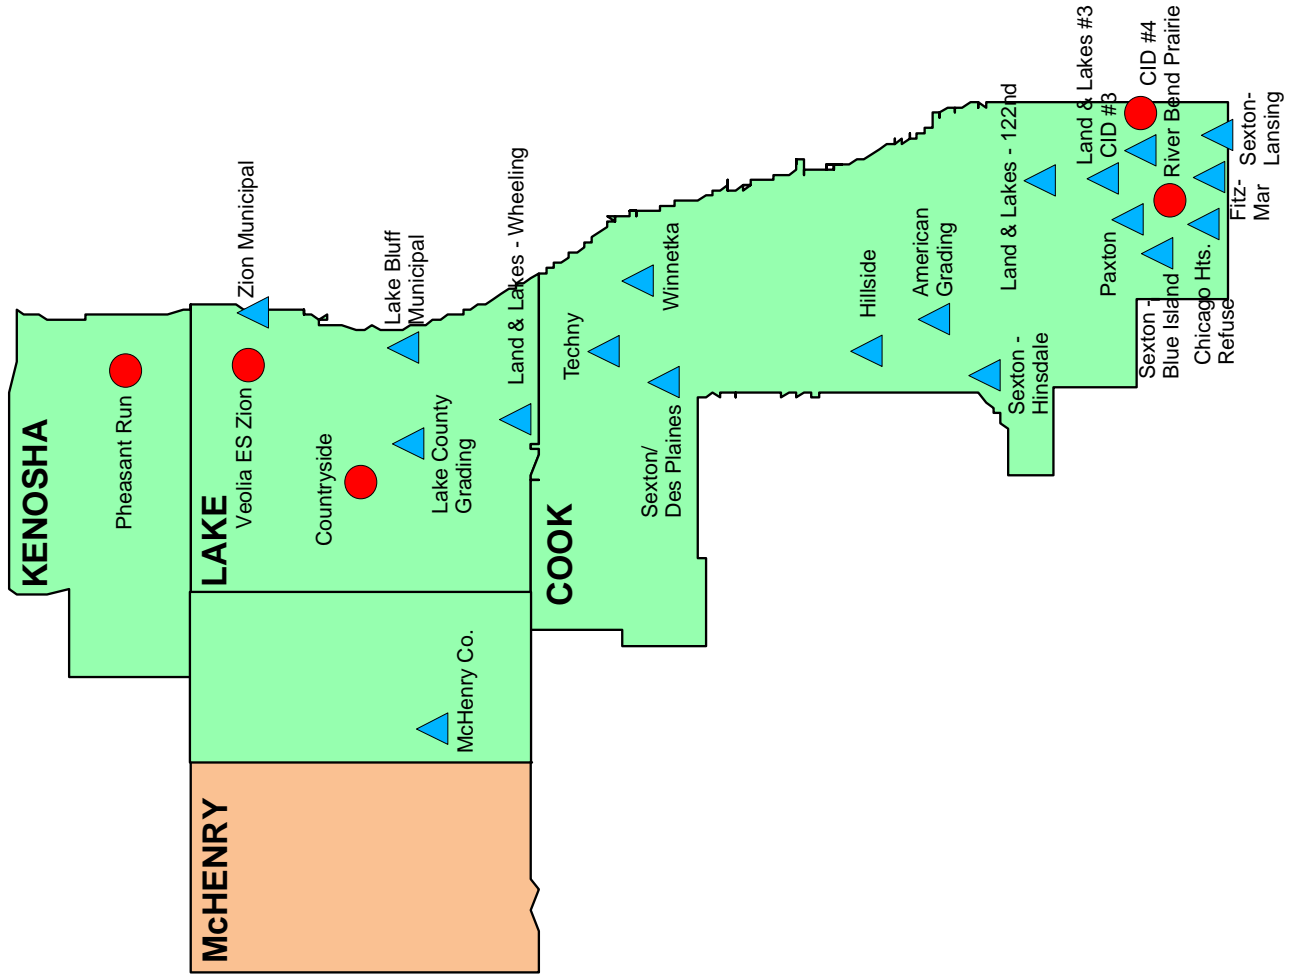 KENOSHA
Pheasant Run
LAKE
Veolia ES Zion
Zion Municipal
Countryside
Lake Bluff
Municipal
Lake County
Grading
Land & Lakes - Wheeling
McHENRY
McHenry Co.
COOK
Techny
Winnetka
Sexton/
Des Plaines
Hillside
American
Grading
Sexton -
Hinsdale
Land & Lakes - 122nd
Land & Lakes #3
CID #3
Paxton
CID #4
River Bend Prairie
Sexton -
Blue Island
Chicago Hts.
Refuse
Fitz-
Mar
Sexton-
Lansing